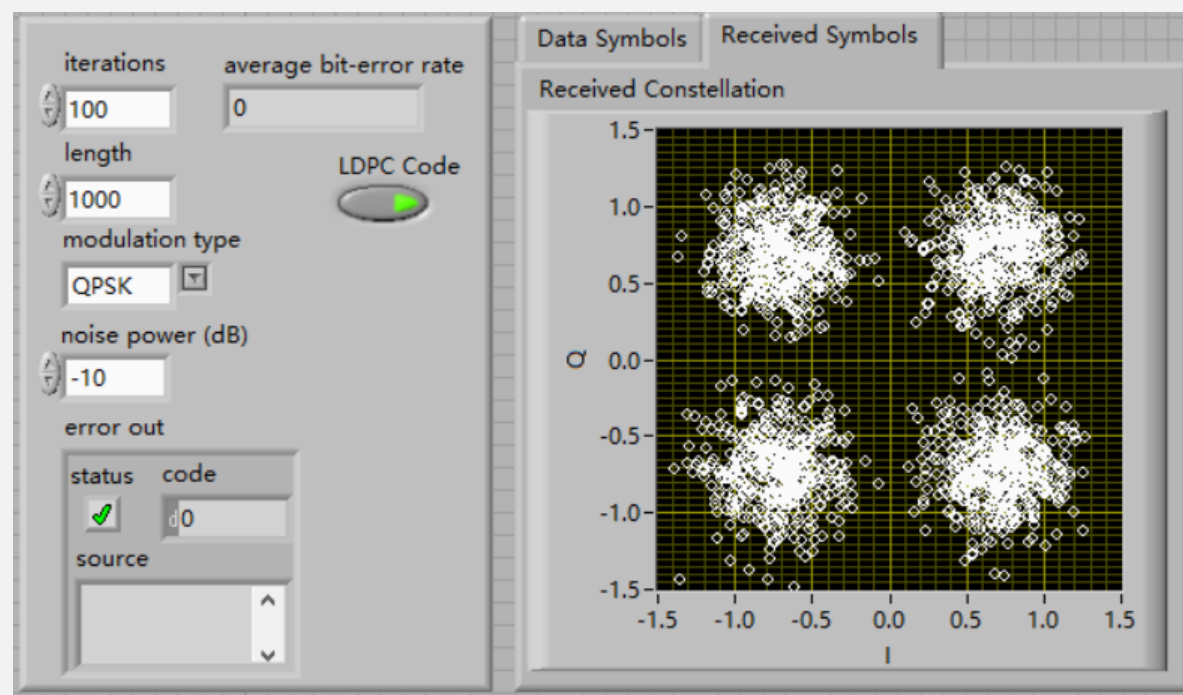 iterations
100
average bit-error rate
0
length
1000
LDPC Code
modulation type
QPSK
noise power (dB)
-10
error out
status
code
d0
source
Data Symbols
Received Symbols
Received Constellation
1.5
1.0
0.5
0.0
-0.5
-1.0
-1.5
Q
-1.5 -1.0 -0.5 0.0 0.5 1.0 1.5
I